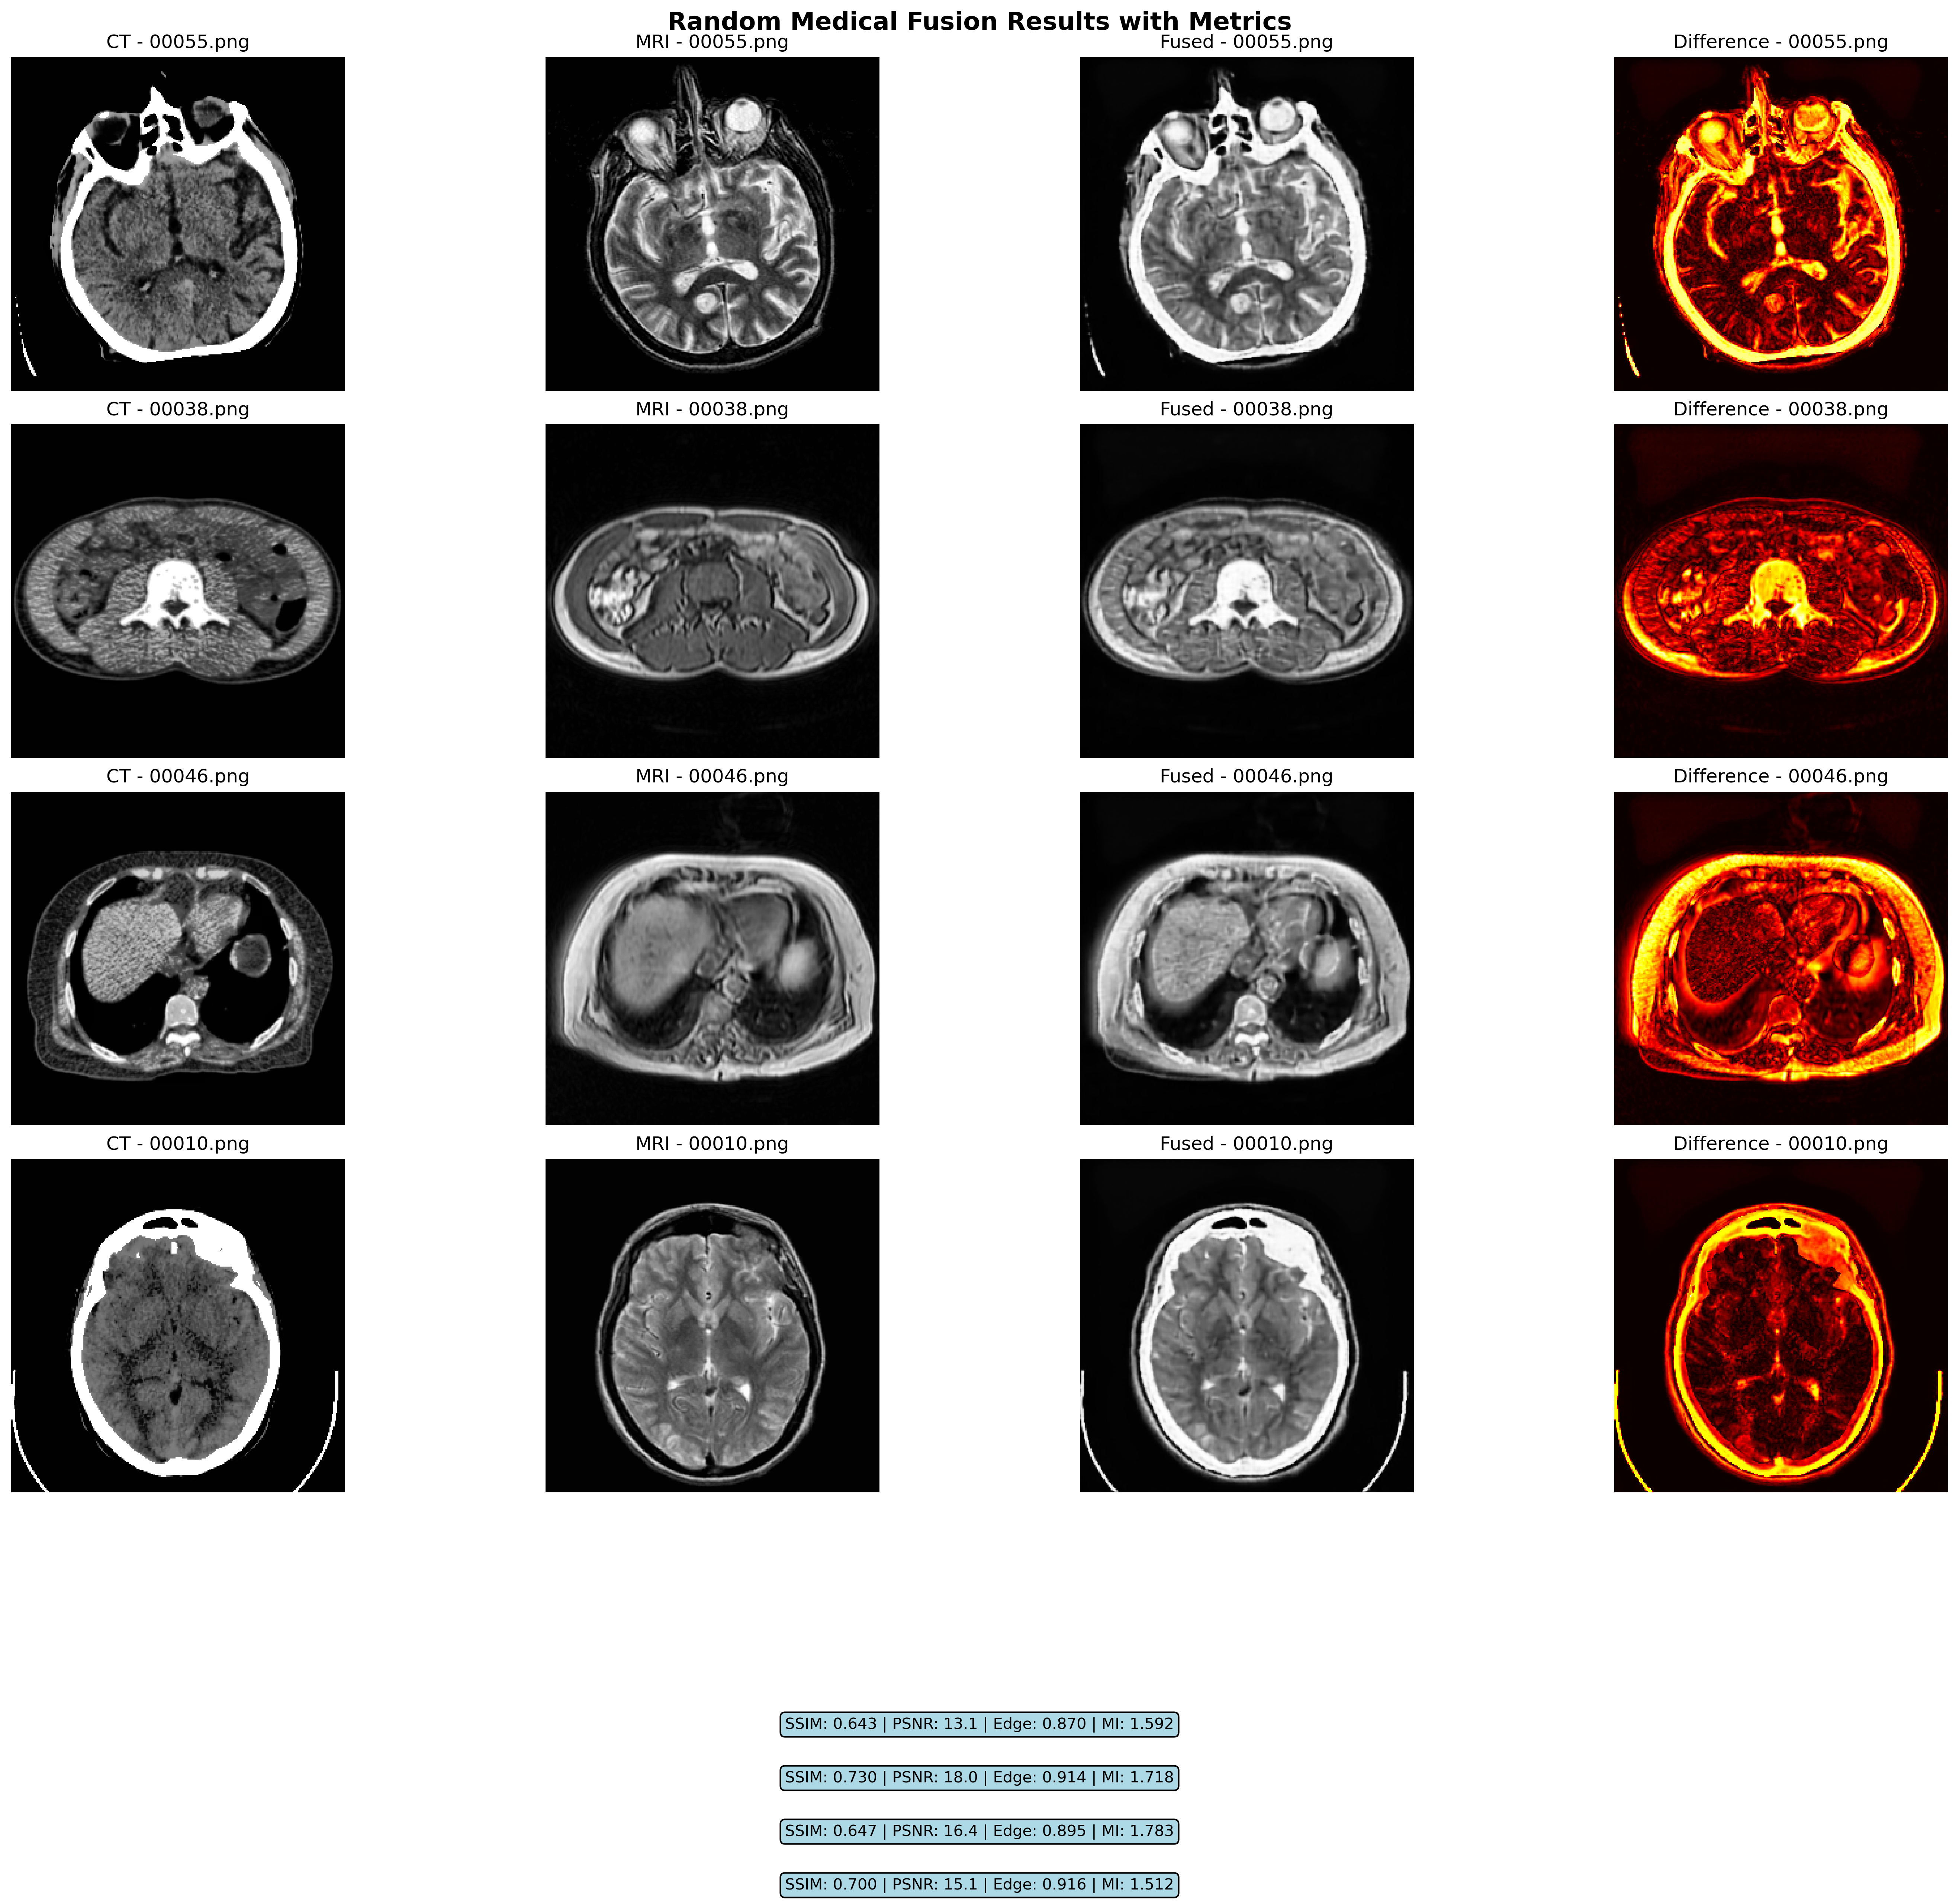 Random Medical Fusion Results with Metrics
CT - 00055.png
MRI - 00055.png
Fused - 00055.png
Difference - 00055.png
CT - 00038.png
MRI - 00038.png
Fused - 00038.png
Difference - 00038.png
CT - 00046.png
MRI - 00046.png
Fused - 00046.png
Difference - 00046.png
CT - 00010.png
MRI - 00010.png
Fused - 00010.png
Difference - 00010.png
SSIM: 0.643 | PSNR: 13.1 | Edge: 0.870 | MI: 1.592
SSIM: 0.730 | PSNR: 18.0 | Edge: 0.914 | MI: 1.718
SSIM: 0.647 | PSNR: 16.4 | Edge: 0.895 | MI: 1.783
SSIM: 0.700 | PSNR: 15.1 | Edge: 0.916 | MI: 1.512